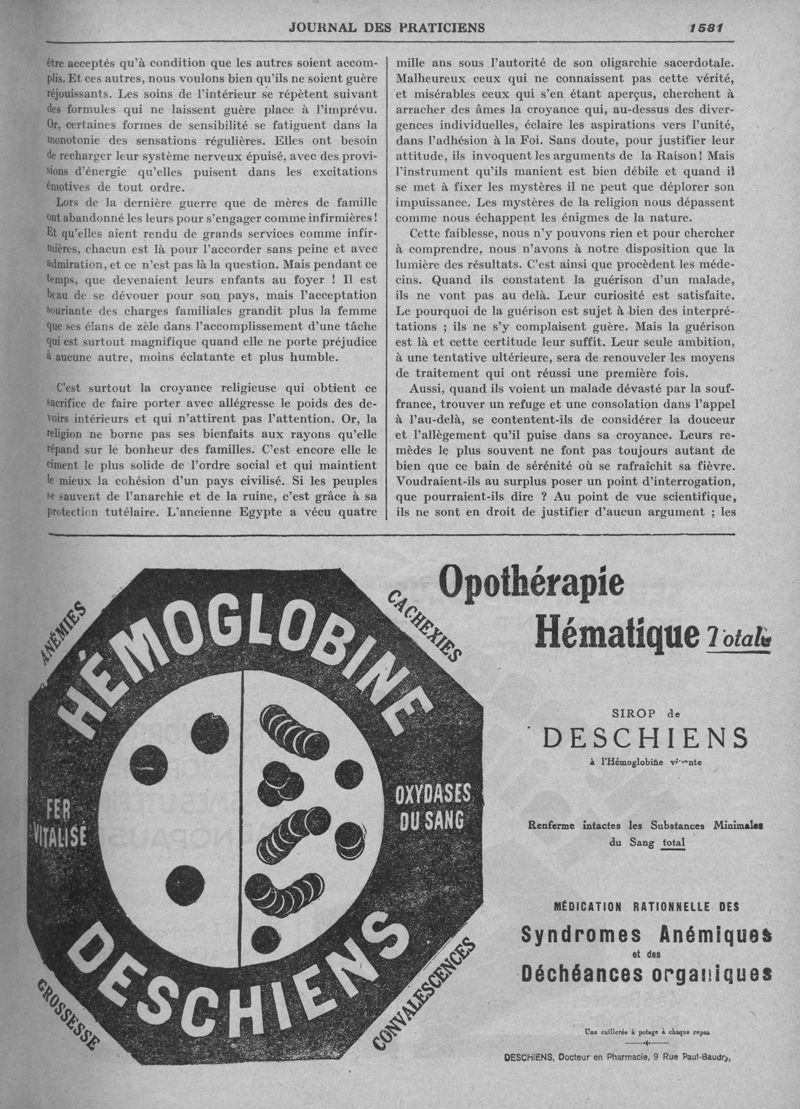 JOURNAL DES PRATICIENS
1581
être acceptés qu'à condition que les autres soient accom-
plis. Et ces autres, nous voulons bien qu'ils ne soient guère
réjouissants. Les soins de l'intérieur se répètent suivant
des formules qui ne laissent guère place à l'imprévu.
Or, certaines formes de sensibilité se fatiguent dans la
monotonie des sensations régulières. Elles ont besoin
de recharger leur système nerveux épuisé, avec des provi-
sions d'énergie qu'elles puisent dans les excitations
émotives de tout ordre.
Lors de la dernière guerre que de mères de famille
ont abandonné les leurs pour s'engager comme infirmières !
Et qu'elles aient rendu de grands services comme infir-
mières, chacun est là pour l'accorder sans peine et avec
admiration, et ce n'est pas là la question. Mais pendant ce
temps, que devenaient leurs enfants au foyer ! Il est
beau de se dévouer pour son pays, mais l'acceptation
souriante des charges familiales grandit plus la femme
que ses élans de zèle dans l'accomplissement d'une tâche
qui est surtout magnifique quand elle ne porte préjudice
à aucune autre, moins éclatante et plus humble.
C'est surtout la croyance religieuse qui obtient ce
sacrifice de faire porter avec allégresse le poids des de-
voirs intérieurs et qui n'attirent pas l'attention. Or, la
religion ne borne pas ses bienfaits aux rayons qu'elle
répand sur le bonheur des familles. C'est encore elle le
ciment le plus solide de l'ordre social et qui maintient
le mieux la cohésion d'un pays civilisé. Si les peuples
se sauvent de l'anarchie et de la ruine, c'est grâce à sa
protection tutélaire. L'ancienne Egypte a vécu quatre
mille ans sous l'autorité de son oligarchie sacerdotale.
Malheureux ceux qui ne connaissent pas cette vérité,
et misérables ceux qui s'en étant aperçus, cherchent à
arracher des âmes la croyance qui, au-dessus des diver-
gences individuelles, éclaire les aspirations vers l'unité,
dans l'adhésion à la Foi. Sans doute, pour justifier leur
attitude, ils invoquent les arguments de la Raison! Mais
l'instrument qu'ils manient est bien débile et quand il
se met à fixer les mystères il ne peut que déplorer son
impuissance. Les mystères de la religion nous dépassent
comme nous échappent les énigmes de la nature.
Cette faiblesse, nous n'y pouvons rien et pour chercher
à comprendre, nous n'avons à notre disposition que la
lumière des résultats. C'est ainsi que procèdent les méde-
cins. Quand ils constatent la guérison d'un malade,
ils ne vont pas au delà. Leur curiosité est satisfaite.
Le pourquoi de la guérison est sujet à bien des interpré-
tations ; ils ne s'y complaisent guère. Mais la guérison
est là et cette certitude leur suffit. Leur seule ambition,
à une tentative ultérieure, sera de renouveler les moyens
de traitement qui ont réussi une première fois.
Aussi, quand ils voient un malade dévasté par la souf-
france, trouver un refuge et une consolation dans l'appel
à l'au-delà, se contentent-ils de considérer la douceur
et l'allègement qu'il puise dans sa croyance. Leurs re-
mèdes le plus souvent ne font pas toujours autant de
bien que ce bain de sérénité où se rafraîchit sa fièvre.
Voudraient-ils au surplus poser un point d'interrogation,
que pourraient-ils dire ? Au point de vue scientifique,
ils ne sont en droit de justifier d'aucun argument ; les
ANÉMIES
CACHEXIES
HÉMOGLOBINE
FER
VITALISÉ
OXYDASES
DU SANG
DESCHIENS
GROSSESSE
CONVALESCENCES
Opothérapie
Hématique Totale
SIROP de
DESCHIENS
à l'Hémoglobine vivante
Renferme intactes les Substances Minimales
du Sang total
MÉDICATION RATIONNELLE DES
Syndromes Anémiques
et des
Déchéances organiques
Une cuillerée à potage à chaque repas
DESCHIENS, Docteur en Pharmacie, 9 Rue Paul-Baudry,